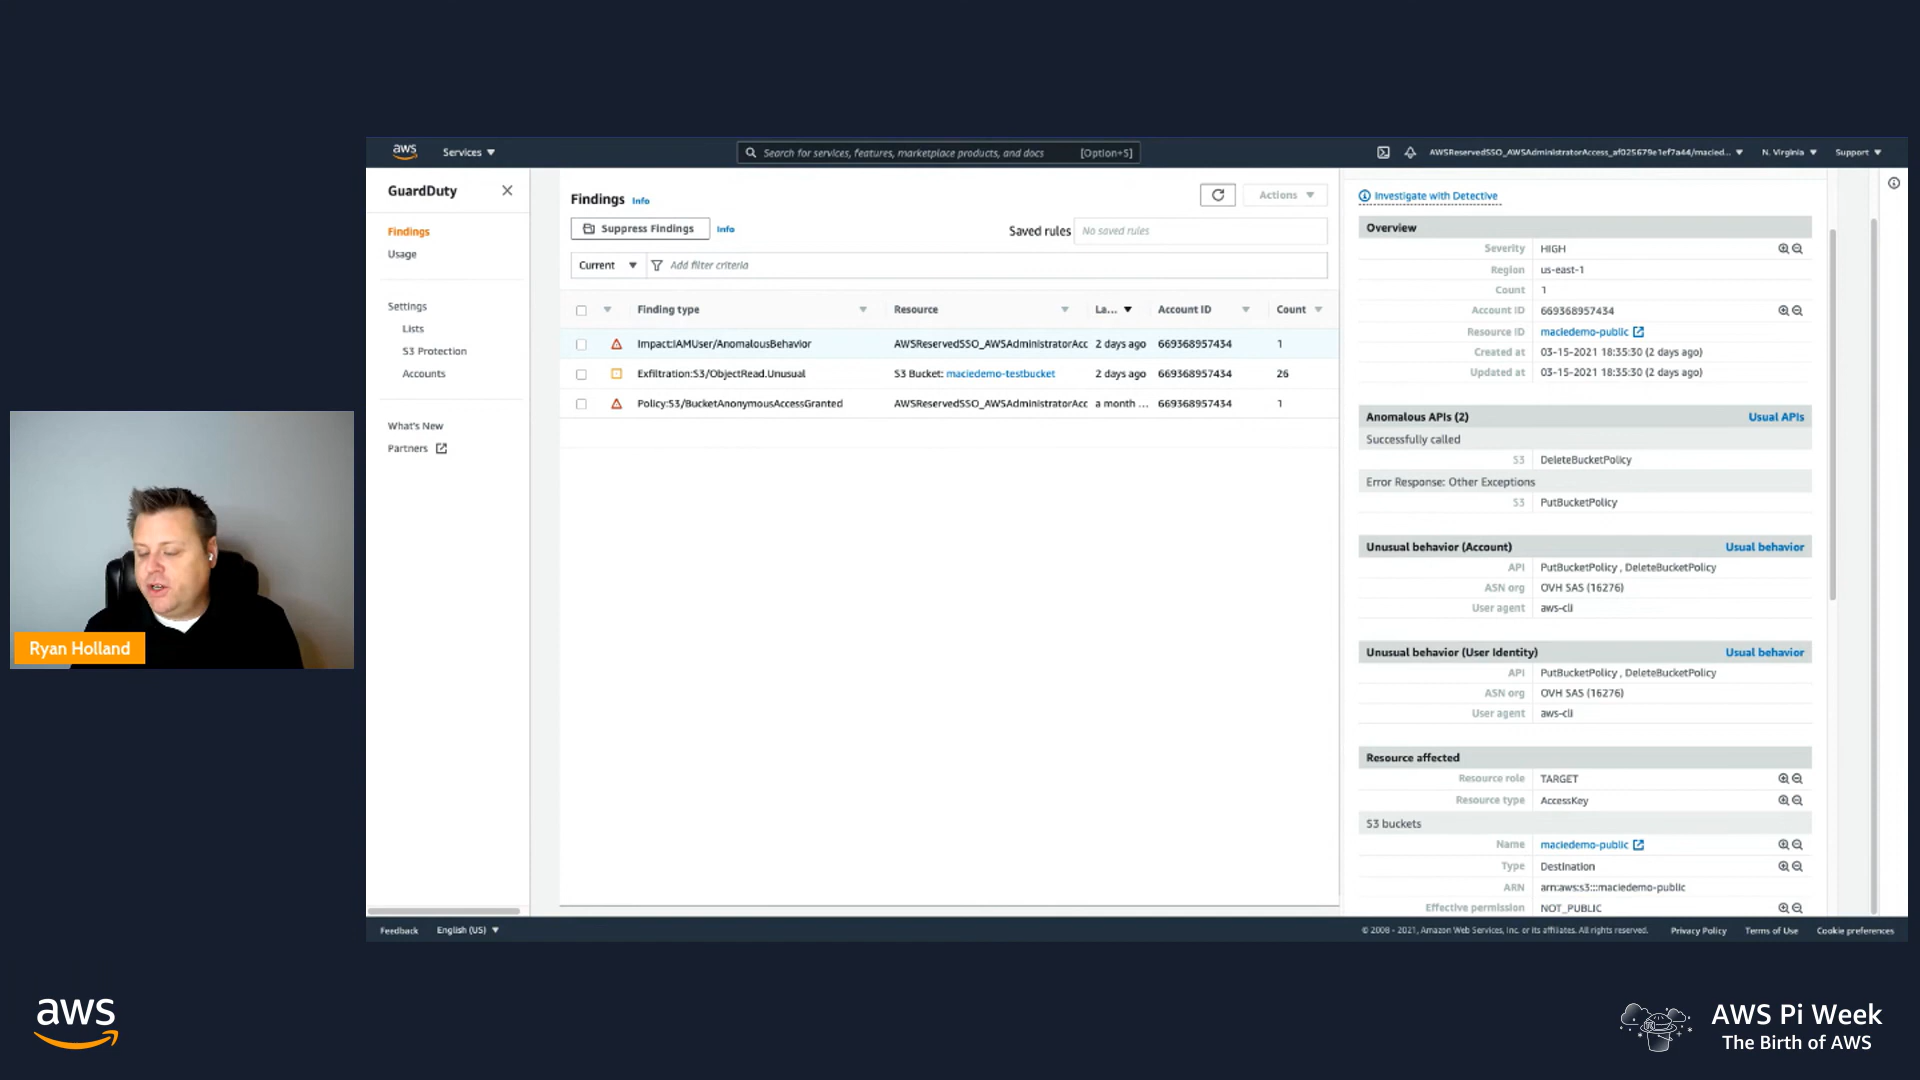 aws
Services
Search for services, features, marketplace products, and docs
[Option+S]
AWSReservedSSO_AWSAdministratorAccess_af025679e1ef7a44/macied...
N. Virginia
Support
GuardDuty
Findings
Usage
Settings
Lists
S3 Protection
Accounts
What's New
Partners
Findings
Info
Actions
Suppress Findings
Info
Saved rules
No saved rules
Current
Add filter criteria
Finding type
Resource
La...
Account ID
Count
Impact:IAMUser/AnomalousBehavior
AWSReservedSSO_AWSAdministratorAcc
2 days ago
669368957434
1
Exfiltration:S3/ObjectRead.Unusual
S3 Bucket: maciedemo-testbucket
2 days ago
669368957434
26
Policy:S3/BucketAnonymousAccessGranted
AWSReservedSSO_AWSAdministratorAcc
a month ...
669368957434
1
Investigate with Detective
Overview
Severity HIGH
Region us-east-1
Count 1
Account ID 669368957434
Resource ID maciedemo-public
Created at 03-15-2021 18:35:30 (2 days ago)
Updated at 03-15-2021 18:35:30 (2 days ago)
Anomalous APIs (2) Usual APIs
Successfully called
S3 DeleteBucketPolicy
Error Response: Other Exceptions
S3 PutBucketPolicy
Unusual behavior (Account) Usual behavior
API PutBucketPolicy , DeleteBucketPolicy
ASN org OVH SAS (16276)
User agent aws-cli
Unusual behavior (User Identity) Usual behavior
API PutBucketPolicy , DeleteBucketPolicy
ASN org OVH SAS (16276)
User agent aws-cli
Resource affected
Resource role TARGET
Resource type AccessKey
S3 buckets
Name maciedemo-public
Type Destination
ARN arn:aws:s3:::maciedemo-public
Effective permission NOT_PUBLIC
Feedback
English (US)
© 2008 - 2021, Amazon Web Services, Inc. or its affiliates. All rights reserved.
Privacy Policy
Terms of Use
Cookie preferences
Ryan Holland
aws
AWS Pi Week
The Birth of AWS